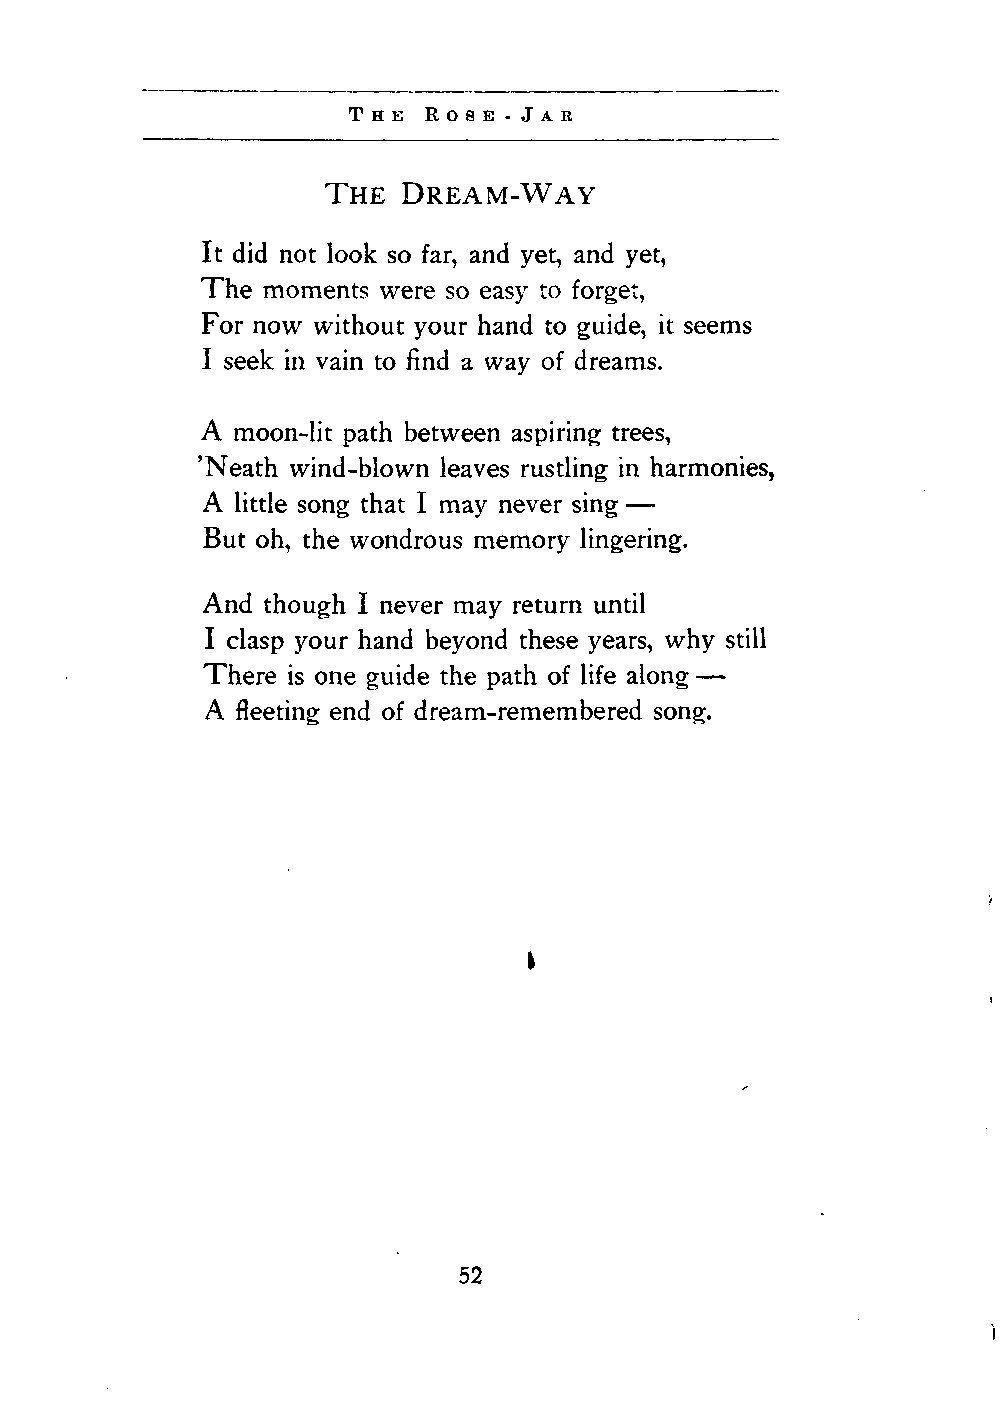 THE ROSE-JAR
THE DREAM-WAY
It did not look so far, and yet, and yet,
The moments were so easy to forget,
For now without your hand to guide, it seems
I seek in vain to find a way of dreams.
A moon-lit path between aspiring trees,
’Neath wind-blown leaves rustling in harmonies,
A little song that I may never sing —
But oh, the wondrous memory lingering.
And though I never may return until
I clasp your hand beyond these years, why still
There is one guide the path of life along —
A fleeting end of dream-remembered song.
52